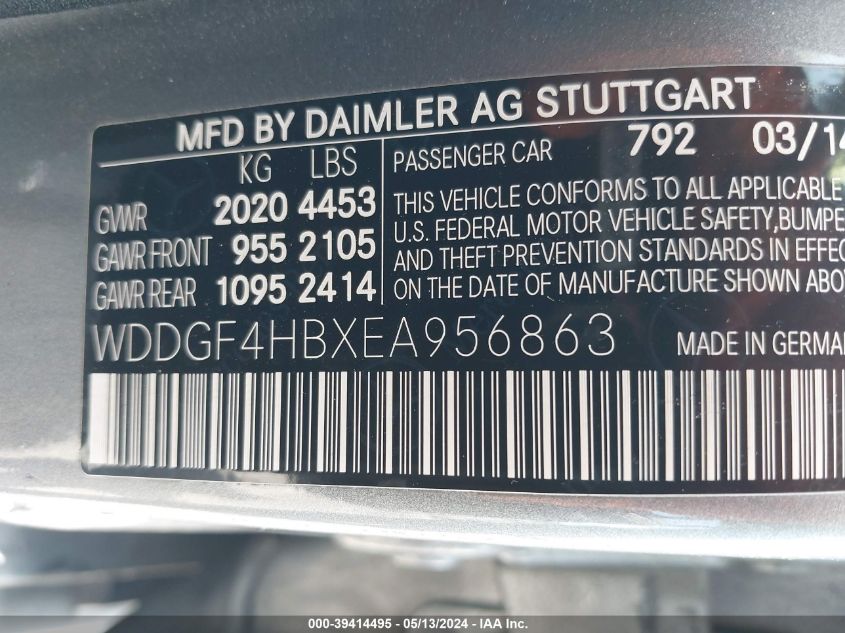 MFD BY DAIMLER AG STUTTGART
KG LBS
GVWR 2020 4453
GAWR FRONT 955 2105
GAWR REAR 1095 2414
PASSENGER CAR 792 03/14
THIS VEHICLE CONFORMS TO ALL APPLICABLE
U.S. FEDERAL MOTOR VEHICLE SAFETY,BUMPE
AND THEFT PREVENTION STANDARDS IN EFFEC
ON THE DATE OF MANUFACTURE SHOWN ABO
WDDGF4HBXEA956863 MADE IN GERMA
000-39414495 - 05/13/2024 - IAA Inc.